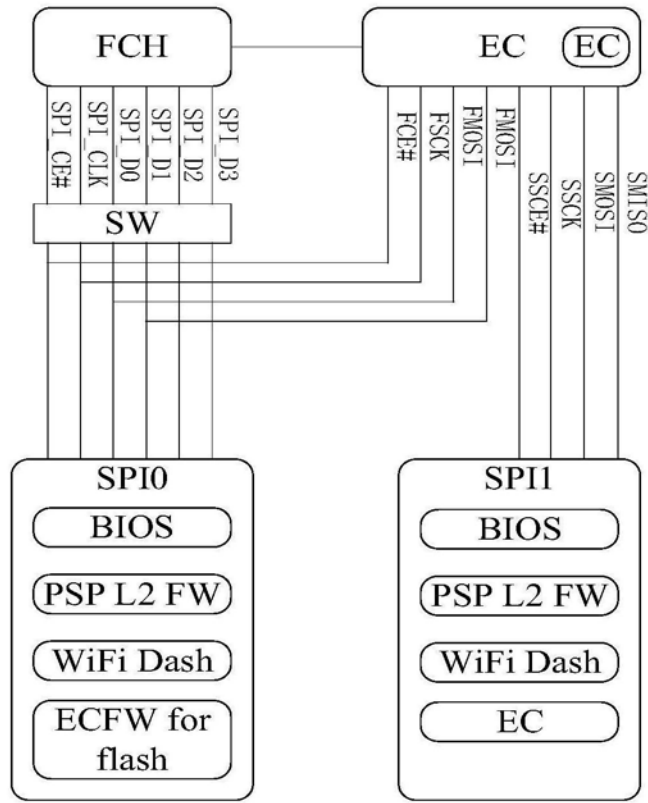 FCH
EC
EC
SPI_CE#
SPI_CLK
SPI_D0
SPI_D1
SPI_D2
SPI_D3
FCE#
FSCK
FMOSI
FMOSI
SSCE#
SSCK
SMOSI
SMISO
SW
SPI0
BIOS
PSP L2 FW
WiFi Dash
ECFW for
flash
SPI1
BIOS
PSP L2 FW
WiFi Dash
EC